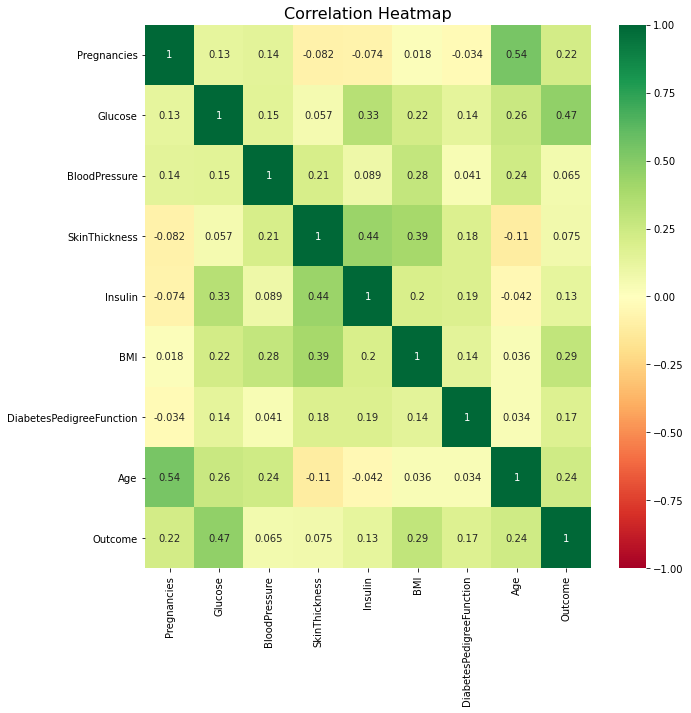 Correlation Heatmap
Pregnancies 1 0.13 0.14 -0.082 -0.074 0.018 -0.034 0.54 0.22
Glucose 0.13 1 0.15 0.057 0.33 0.22 0.14 0.26 0.47
BloodPressure 0.14 0.15 1 0.21 0.089 0.28 0.041 0.24 0.065
SkinThickness -0.082 0.057 0.21 1 0.44 0.39 0.18 -0.11 0.075
Insulin -0.074 0.33 0.089 0.44 1 0.2 0.19 -0.042 0.13
BMI 0.018 0.22 0.28 0.39 0.2 1 0.14 0.036 0.29
DiabetesPedigreeFunction -0.034 0.14 0.041 0.18 0.19 0.14 1 0.034 0.17
Age 0.54 0.26 0.24 -0.11 -0.042 0.036 0.034 1 0.24
Outcome 0.22 0.47 0.065 0.075 0.13 0.29 0.17 0.24 1
Pregnancies
Glucose
BloodPressure
SkinThickness
Insulin
BMI
DiabetesPedigreeFunction
Age
Outcome
1.00
0.75
0.50
0.25
0.00
−0.25
−0.50
−0.75
−1.00